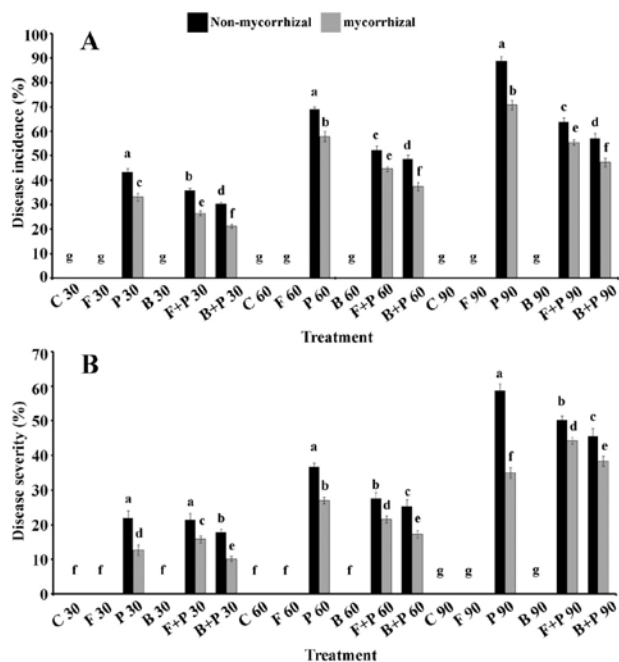 Non-mycorrhizal mycorrhizal
A
Disease incidence (%)
100
90
80
70
60
50
40
30
20
10
0
g g a c g b e d f g g a b g c e d f g g a b g c e d f
C 30 F 30 P 30 B 30 F+P 30 B+P 30 C 60 F 60 P 60 B 60 F+P 60 B+P 60 C 90 F 90 P 90 B 90 F+P 90 B+P 90
Treatment
B
Disease severity (%)
70
60
50
40
30
20
10
0
f f a d f a c b e f f a b f b d c e g g a f g b d c e
C 30 F 30 P 30 B 30 F+P 30 B+P 30 C 60 F 60 P 60 B 60 F+P 60 B+P 60 C 90 F 90 P 90 B 90 F+P 90 B+P 90
Treatment